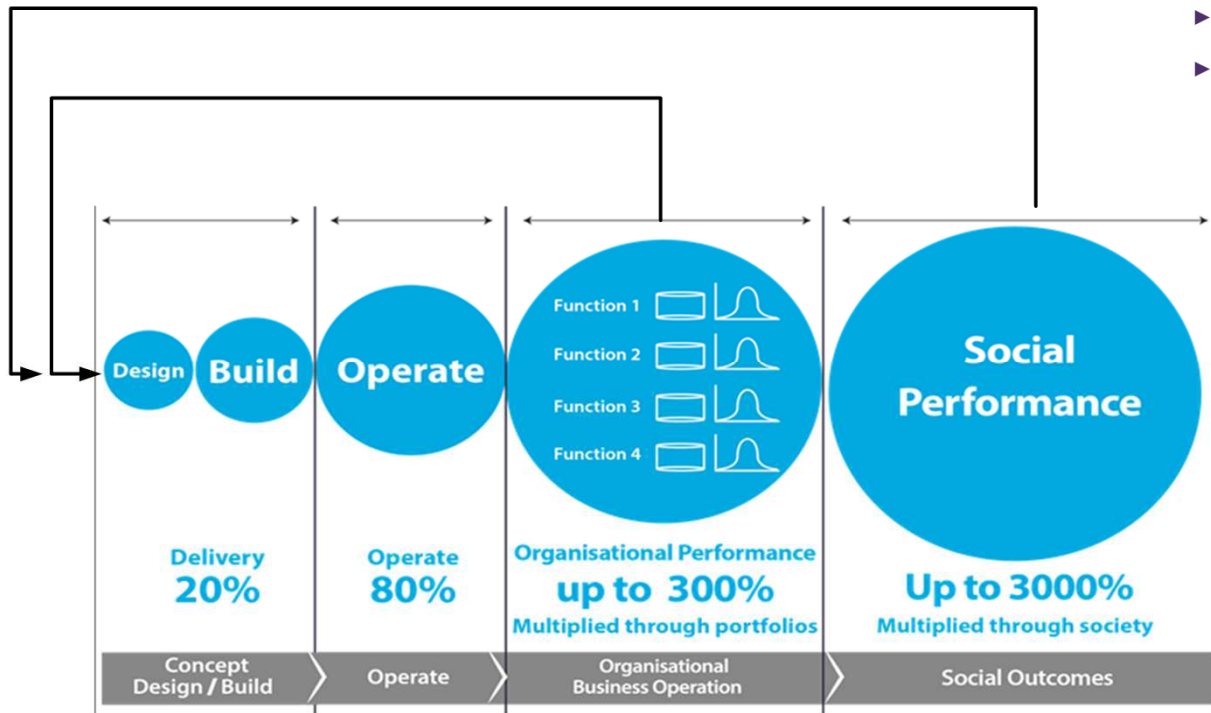 Design
Build
Operate
Function 1
Function 2
Function 3
Function 4
Social
Performance
Delivery
20%
Operate
80%
Organisational Performance
up to 300%
Multiplied through portfolios
Up to 3000%
Multiplied through society
Concept
Design / Build
Operate
Organisational
Business Operation
Social Outcomes